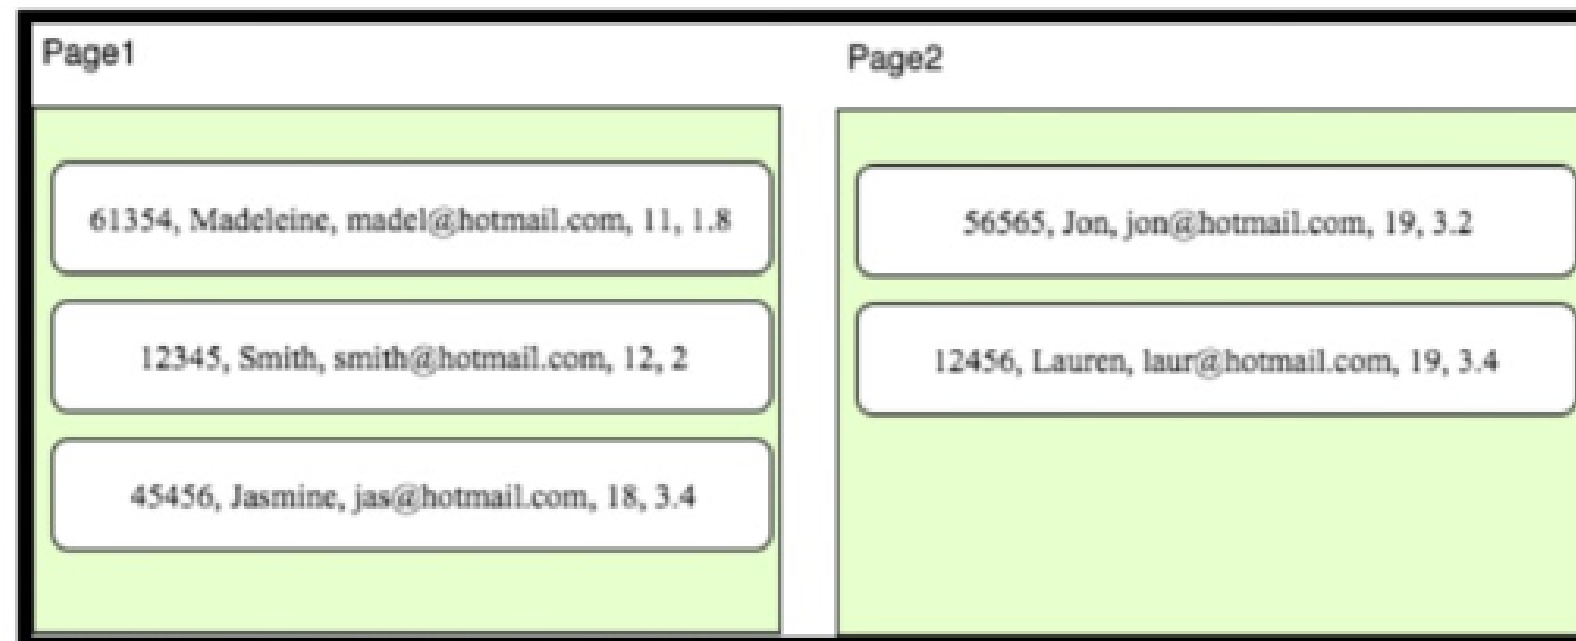 Page1
61354, Madeleine, madel@hotmail.com, 11, 1.8
12345, Smith, smith@hotmail.com, 12, 2
45456, Jasmine, jas@hotmail.com, 18, 3.4
Page2
56565, Jon, jon@hotmail.com, 19, 3.2
12456, Lauren, laur@hotmail.com, 19, 3.4